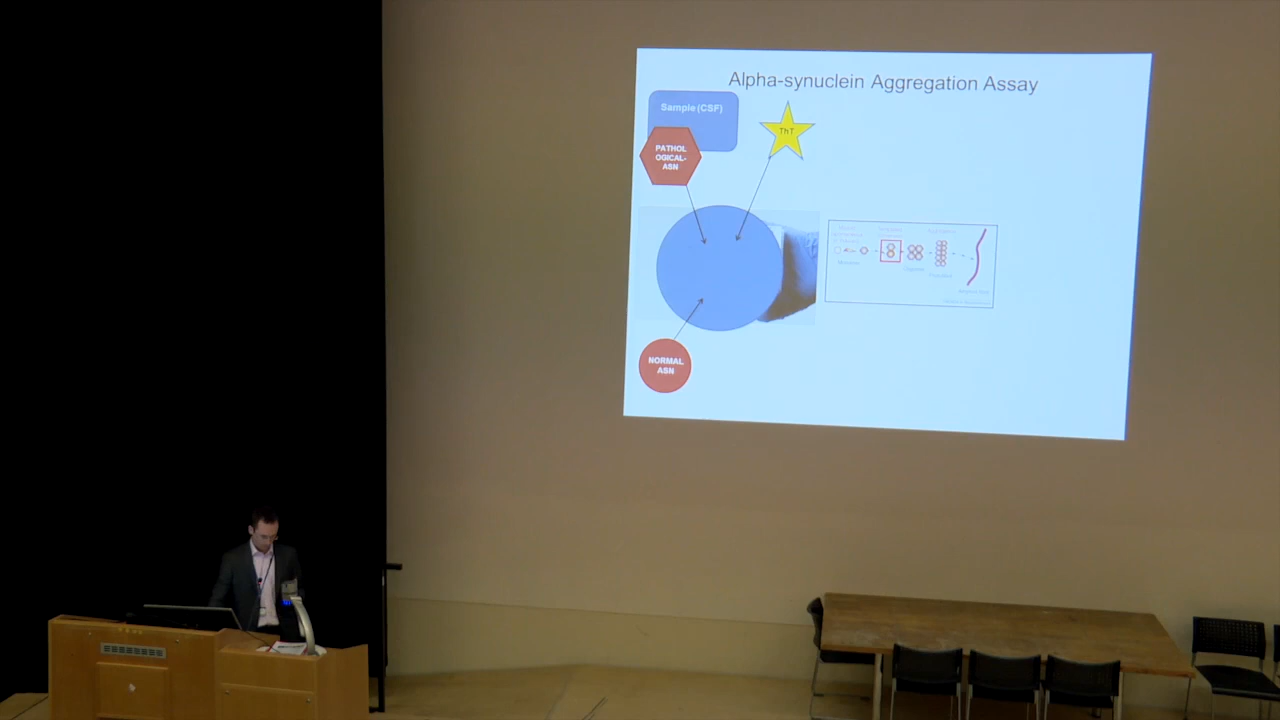 Alpha-synuclein Aggregation Assay
Sample (CSF)
ThT
PATHOL
OGICAL-
ASN
NORMAL
ASN